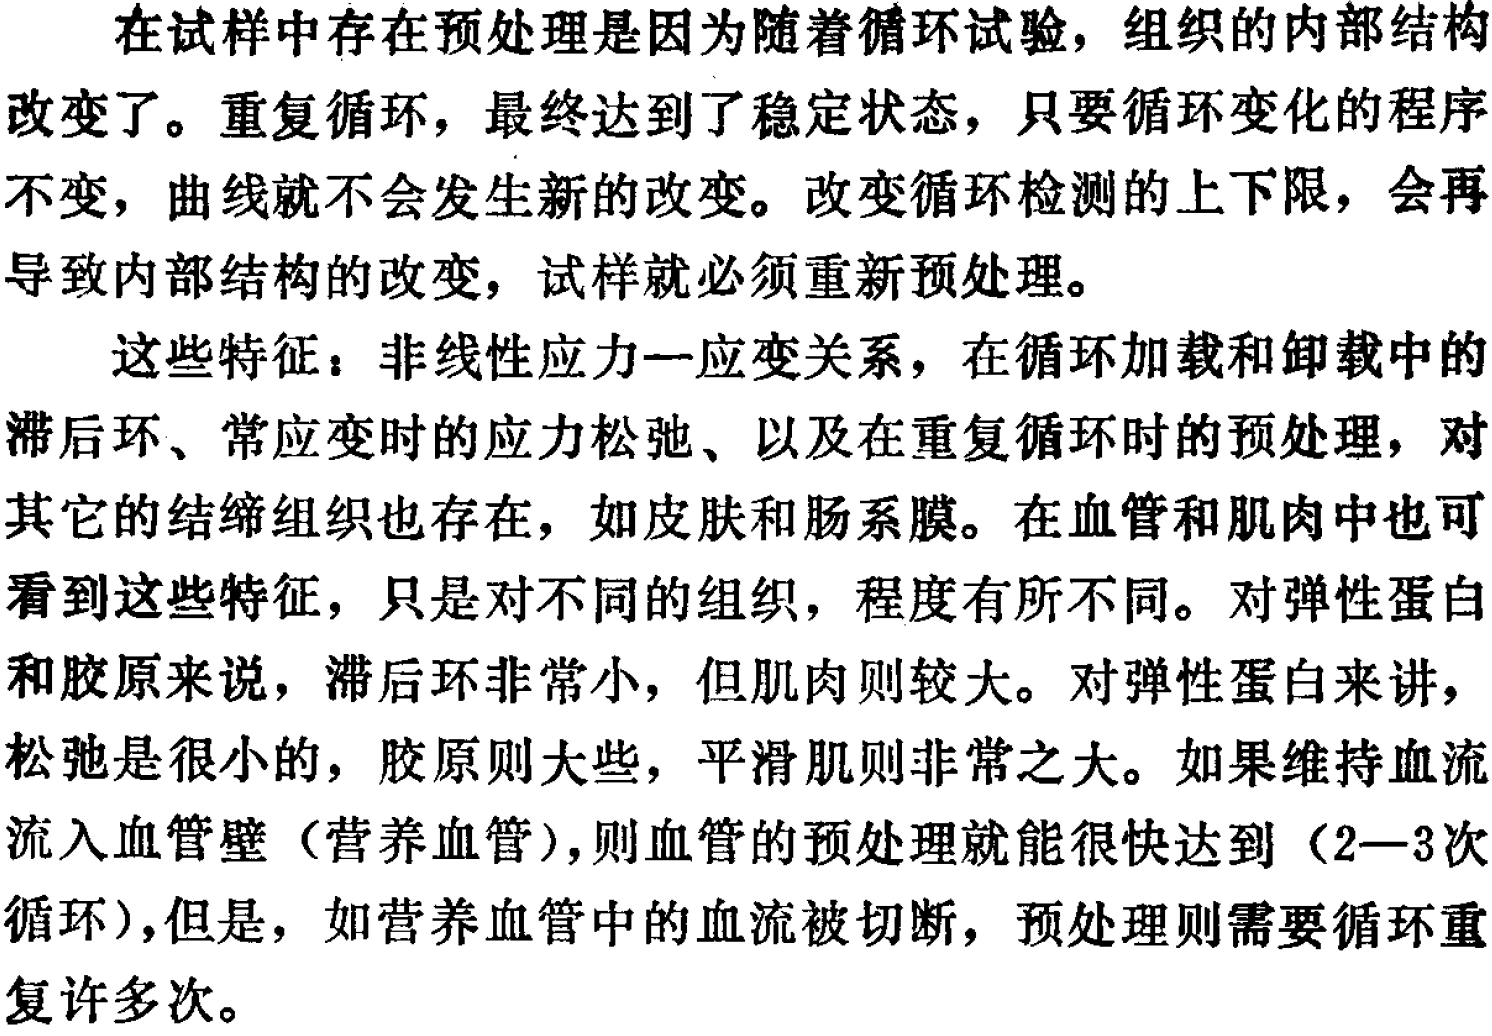 在试样中存在预处理是因为随着循环试验，组织的内部结构
改变了。重复循环，最终达到了稳定状态，只要循环变化的程序
不变，曲线就不会发生新的改变。改变循环检测的上下限，会再
导致内部结构的改变，试样就必须重新预处理。
这些特征：非线性应力—应变关系，在循环加载和卸载中的
滞后环、常应变时的应力松弛、以及在重复循环时的预处理，对
其它的结缔组织也存在，如皮肤和肠系膜。在血管和肌肉中也可
看到这些特征，只是对不同的组织，程度有所不同。对弹性蛋白
和胶原来说，滞后环非常小，但肌肉则较大。对弹性蛋白来讲，
松弛是很小的，胶原则大些，平滑肌则非常之大。如果维持血流
流入血管壁（营养血管），则血管的预处理就能很快达到（2—3次
循环），但是，如营养血管中的血流被切断，预处理则需要循环重
复许多次。